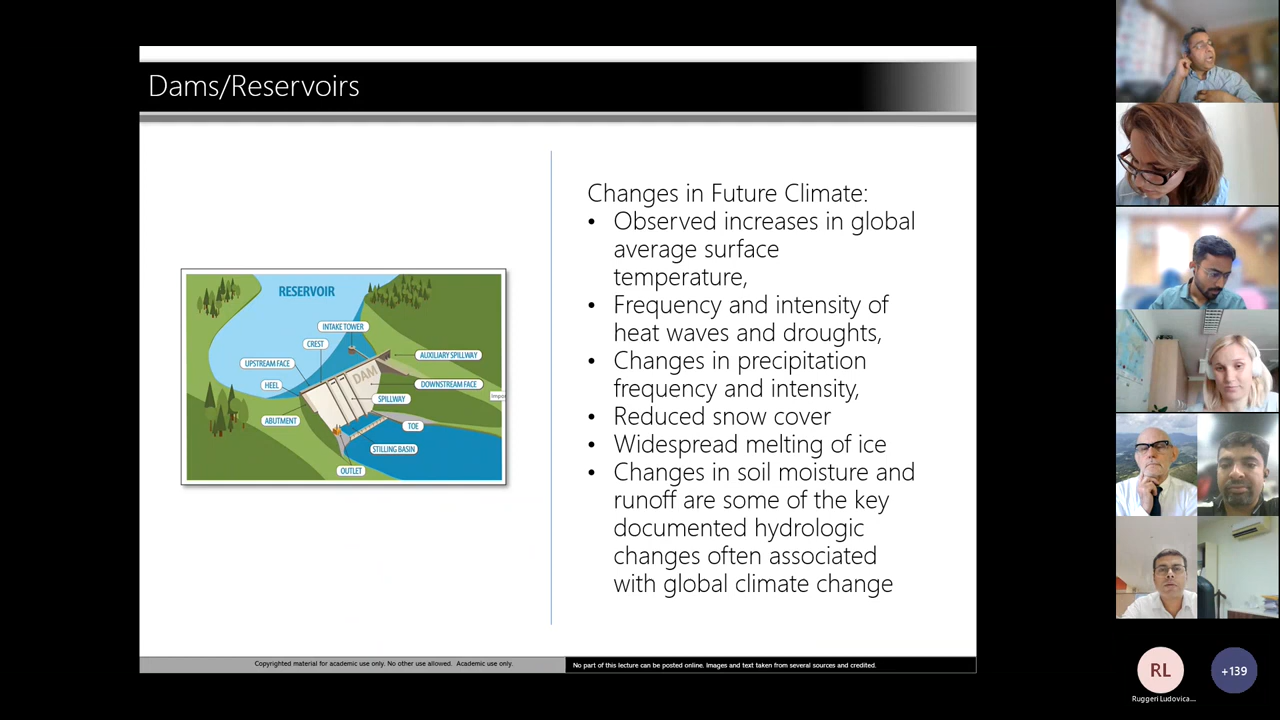 Dams/Reservoirs
RESERVOIR
INTAKE TOWER
CREST
AUXILIARY SPILLWAY
UPSTREAM FACE
DAM
HEEL
DOWNSTREAM FACE
SPILLWAY
ABUTMENT
TOE
STILLING BASIN
OUTLET
Changes in Future Climate:
• Observed increases in global
average surface
temperature,
• Frequency and intensity of
heat waves and droughts,
• Changes in precipitation
frequency and intensity,
• Reduced snow cover
• Widespread melting of ice
• Changes in soil moisture and
runoff are some of the key
documented hydrologic
changes often associated
with global climate change
Copyrighted material for academic use only. No other use allowed. Academic use only.
No part of this lecture can be posted online. Images and text taken from several sources and credited.
RL
+139
Ruggeri Ludovica...